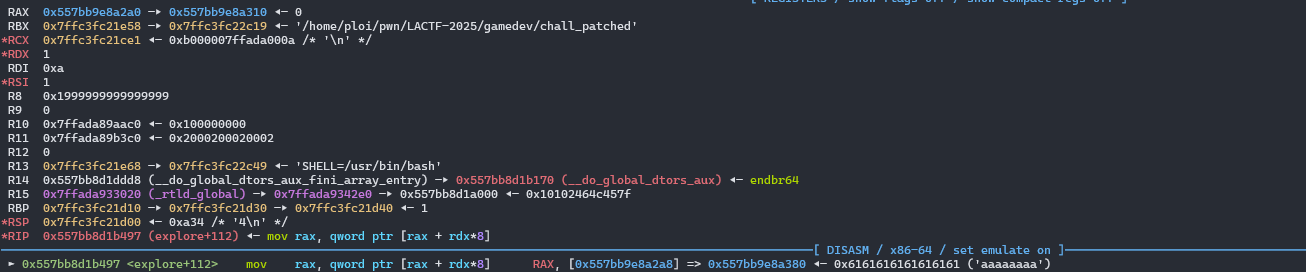 [ REGISTERS / show-flags off / show-compact-regs off ]
RAX  0x557bb9e8a2a0 —▸ 0x557bb9e8a310 ◂— 0
RBX  0x7ffc3fc21e58 —▸ 0x7ffc3fc22c19 ◂— '/home/ploi/pwn/LACTF-2025/gamedev/chall_patched'
*RCX  0x7ffc3fc21ce1 ◂— 0xb000007ffada000a /* '\n' */
*RDX  1
RDI  0xa
*RSI  1
R8   0x1999999999999999
R9   0
R10  0x7ffada89aac0 ◂— 0x100000000
R11  0x7ffada89b3c0 ◂— 0x2000200020002
R12  0
R13  0x7ffc3fc21e68 —▸ 0x7ffc3fc22c49 ◂— 'SHELL=/usr/bin/bash'
R14  0x557bb8d1ddd8 (__do_global_dtors_aux_fini_array_entry) —▸ 0x557bb8d1b170 (__do_global_dtors_aux) ◂— endbr64
R15  0x7ffada933020 (_rtld_global) —▸ 0x7ffada9342e0 —▸ 0x557bb8d1a000 ◂— 0x10102464c457f
RBP  0x7ffc3fc21d10 —▸ 0x7ffc3fc21d30 —▸ 0x7ffc3fc21d40 ◂— 1
*RSP  0x7ffc3fc21d00 ◂— 0xa34 /* '4\n' */
*RIP  0x557bb8d1b497 (explore+112) ◂— mov rax, qword ptr [rax + rdx*8]
[ DISASM / x86-64 / set emulate on ]
► 0x557bb8d1b497 <explore+112>    mov    rax, qword ptr [rax + rdx*8]      RAX, [0x557bb9e8a2a8] => 0x557bb9e8a380 ◂— 0x6161616161616161 ('aaaaaaaa')